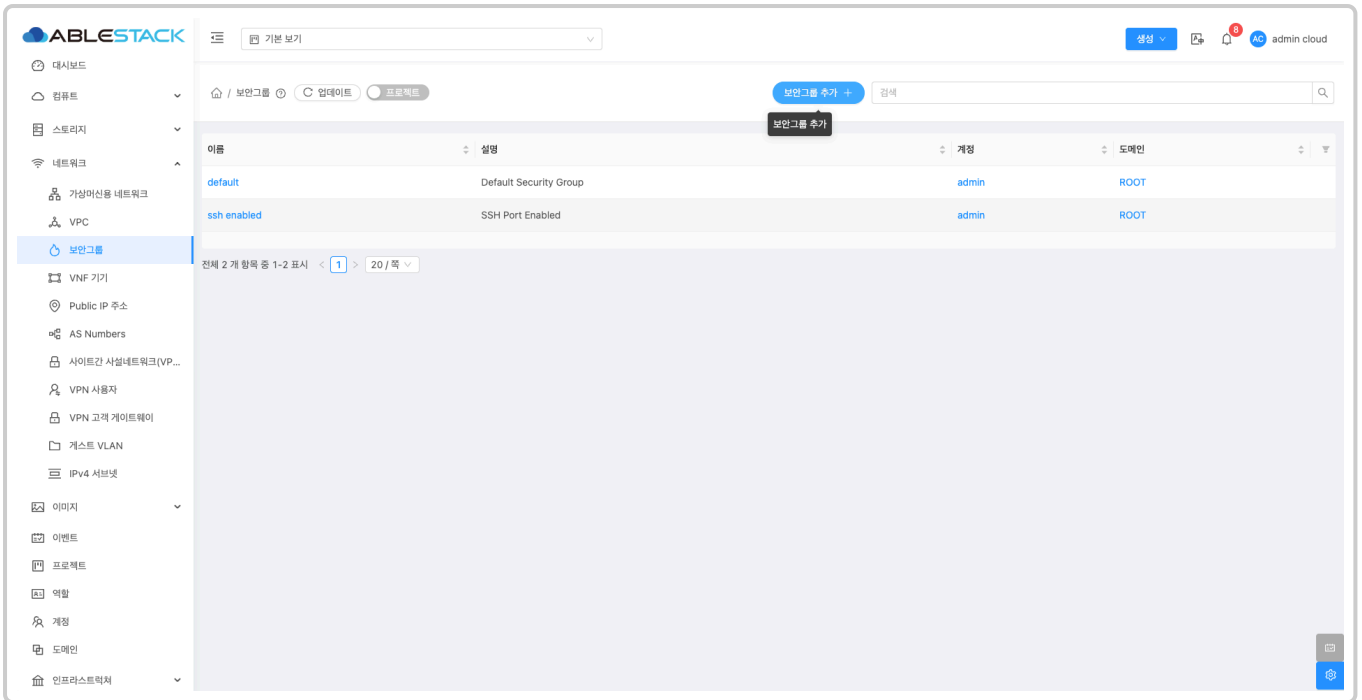 ABLESTACK
기본 보기
생성
8
AC
admin cloud
대시보드
컴퓨트
스토리지
네트워크
가상머신용 네트워크
VPC
보안그룹
VNF 기기
Public IP 주소
AS Numbers
사이트간 사설네트워크(VP...
VPN 사용자
VPN 고객 게이트웨이
게스트 VLAN
IPv4 서브넷
이미지
이벤트
프로젝트
역할
계정
도메인
인프라스트럭쳐
/ 보안그룹
업데이트
프로젝트
보안그룹 추가
검색
보안그룹 추가
이름 설명 계정 도메인
default Default Security Group admin ROOT
ssh enabled SSH Port Enabled admin ROOT
전체 2 개 항목 중 1-2 표시 < 1 > 20 / 쪽